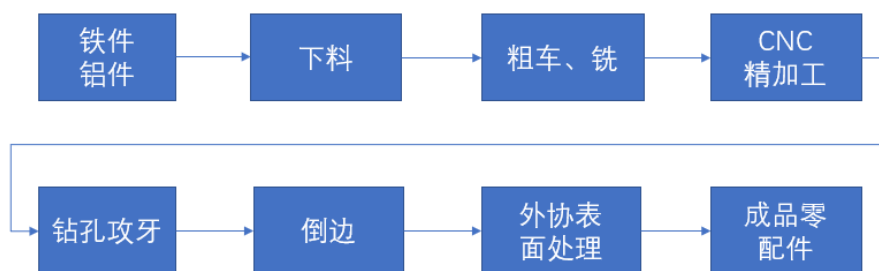 铁件
铝件
下料
粗车、铣
CNC
精加工
钻孔攻牙
倒边
外协表
面处理
成品零
配件